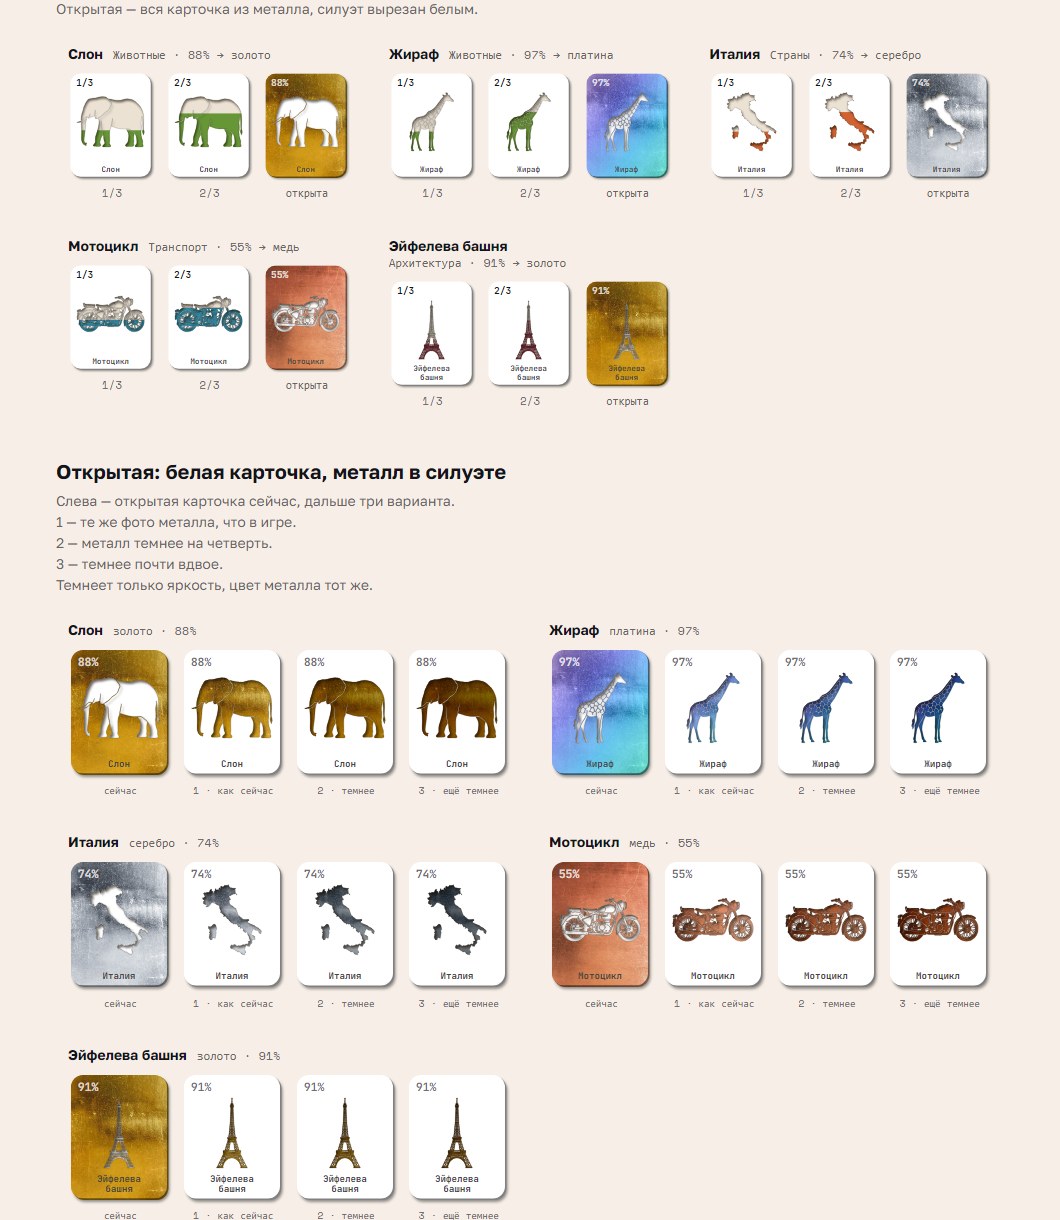 Открытая — вся карточка из металла, силуэт вырезан белым.
Слон Животные · 88% → золото
1/3
Слон
1/3
2/3
Слон
2/3
88%
Слон
открыта
Жираф Животные · 97% → платина
1/3
Жираф
1/3
2/3
Жираф
2/3
97%
Жираф
открыта
Италия Страны · 74% → серебро
1/3
Италия
1/3
2/3
Италия
2/3
74%
Италия
открыта
Мотоцикл Транспорт · 55% → медь
1/3
Мотоцикл
1/3
2/3
Мотоцикл
2/3
55%
Мотоцикл
открыта
Эйфелева башня
Архитектура · 91% → золото
1/3
Эйфелева
башня
1/3
2/3
Эйфелева
башня
2/3
91%
Эйфелева
башня
открыта
Открытая: белая карточка, металл в силуэте
Слева — открытая карточка сейчас, дальше три варианта.
1 — те же фото металла, что в игре.
2 — металл темнее на четверть.
3 — темнее почти вдвое.
Темнеет только яркость, цвет металла тот же.
Слон золото · 88%
88%
Слон
сейчас
88%
Слон
1 · как сейчас
88%
Слон
2 · темнее
88%
Слон
3 · ещё темнее
Жираф платина · 97%
97%
Жираф
сейчас
97%
Жираф
1 · как сейчас
97%
Жираф
2 · темнее
97%
Жираф
3 · ещё темнее
Италия серебро · 74%
74%
Италия
сейчас
74%
Италия
1 · как сейчас
74%
Италия
2 · темнее
74%
Италия
3 · ещё темнее
Мотоцикл медь · 55%
55%
Мотоцикл
сейчас
55%
Мотоцикл
1 · как сейчас
55%
Мотоцикл
2 · темнее
55%
Мотоцикл
3 · ещё темнее
Эйфелева башня золото · 91%
91%
Эйфелева
башня
сейчас
91%
Эйфелева
башня
1 · как сейчас
91%
Эйфелева
башня
2 · темнее
91%
Эйфелева
башня
3 · ещё темнее